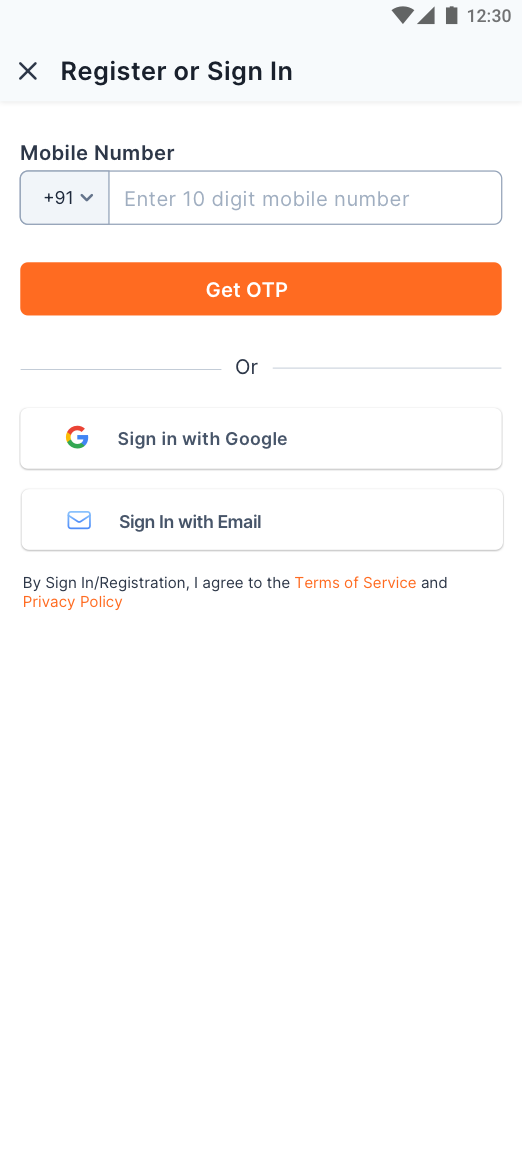 12:30
Register or Sign In
Mobile Number
+91 Enter 10 digit mobile number
Get OTP
Or
Sign in with Google
Sign In with Email
By Sign In/Registration, I agree to the Terms of Service and
Privacy Policy